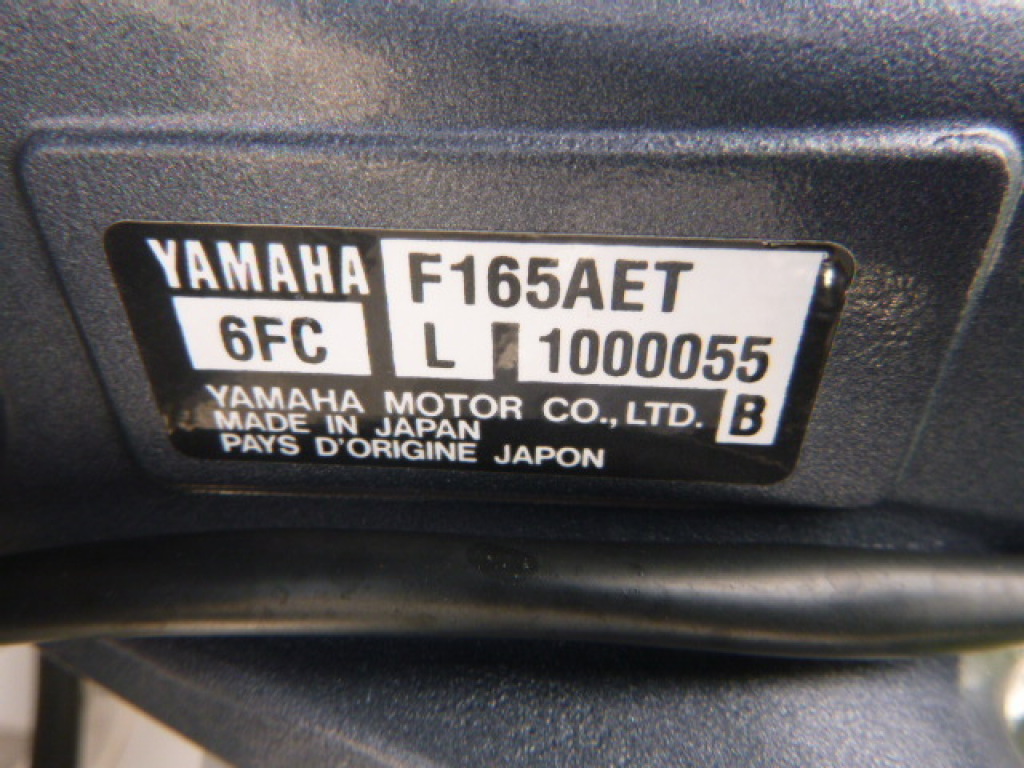 YAMAHA F165AET
6FC L 1000055
YAMAHA MOTOR CO., LTD. B
MADE IN JAPAN
PAYS D'ORIGINE JAPON